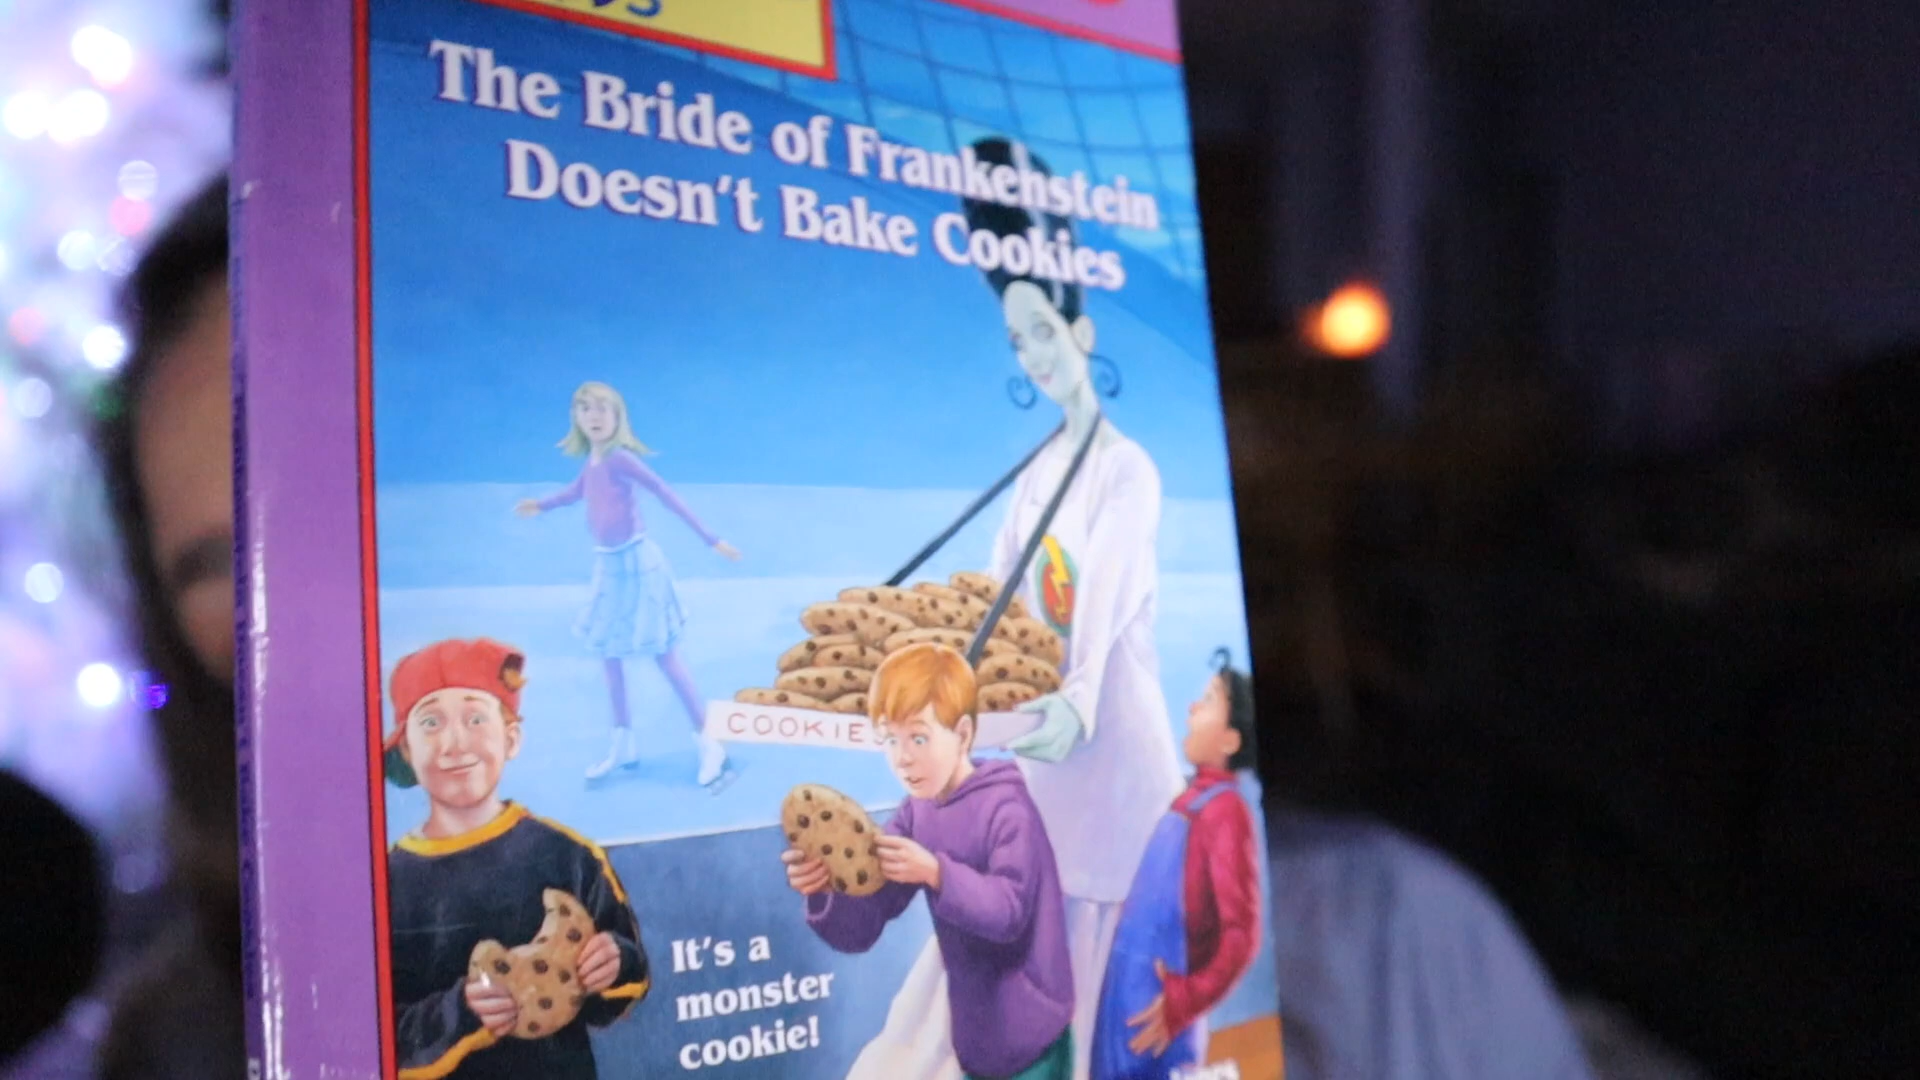 The Bride of Frankenstein
Doesn't Bake Cookies
COOKIES
It's a
monster
cookie!